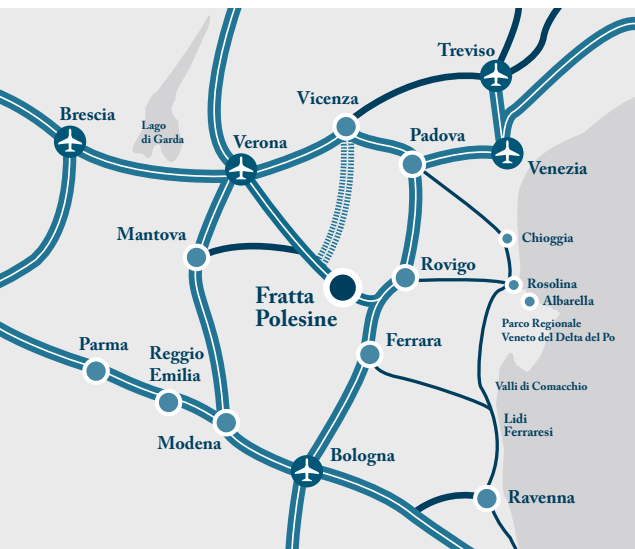 Treviso
Vicenza
Brescia
Lago
di Garda
Verona
Padova
Venezia
Mantova
Chioggia
Rovigo
Fratta
Polesine
Rosolina
Albarella
Parco Regionale
Veneto del Delta del Po
Parma
Reggio
Emilia
Ferrara
Valli di Comacchio
Lidi
Ferraresi
Modena
Bologna
Ravenna